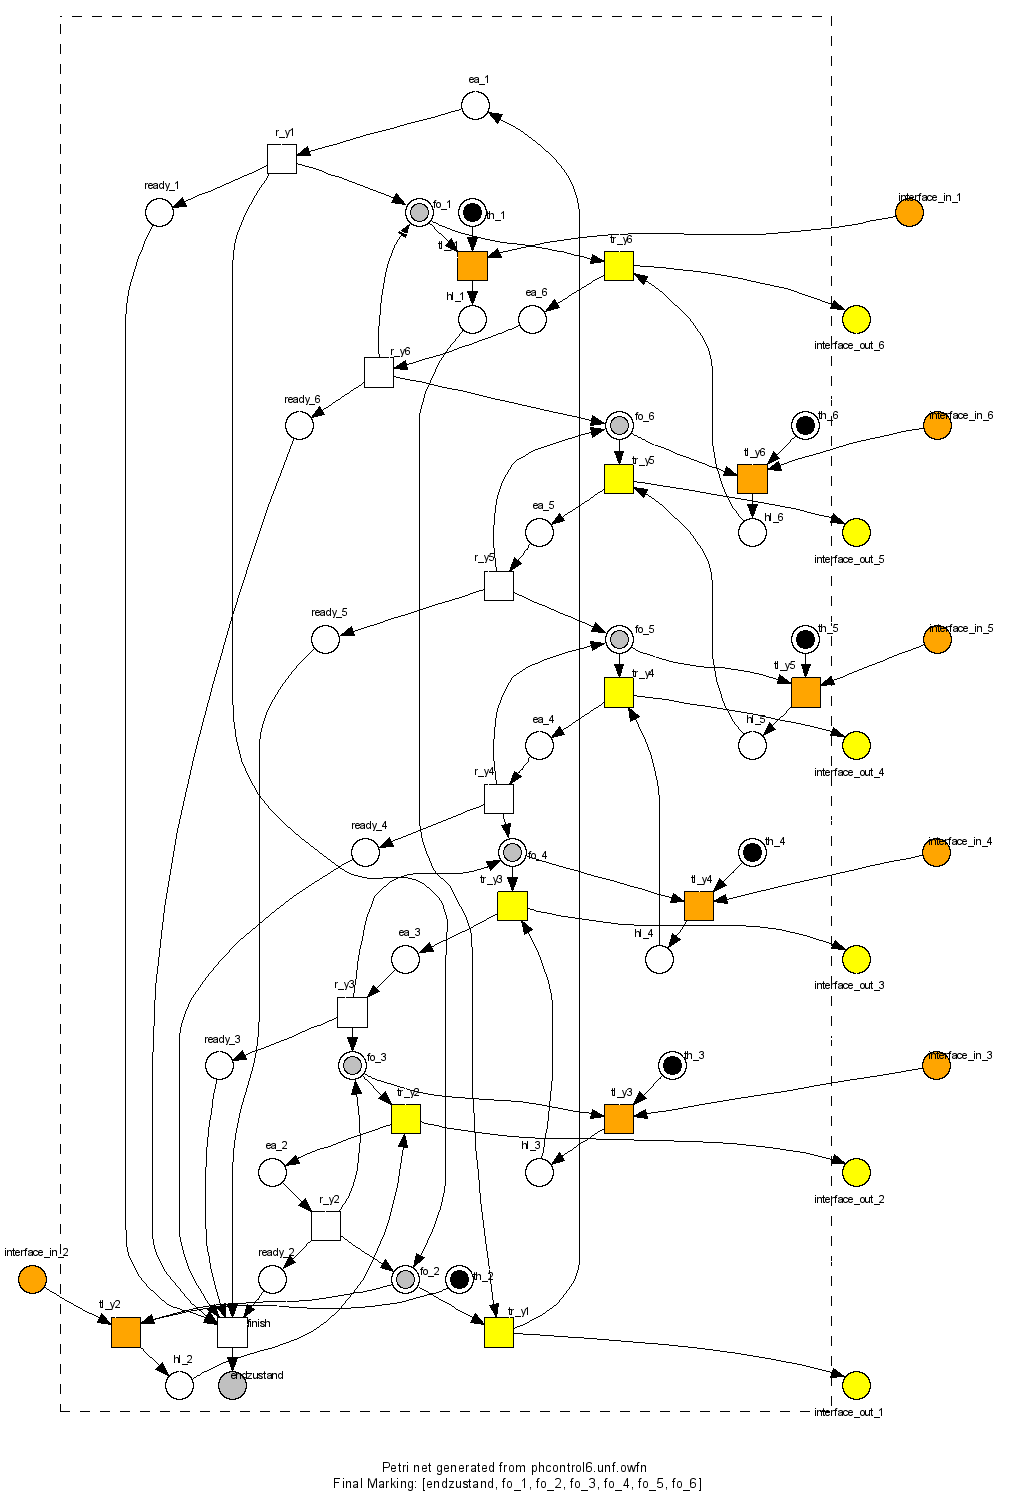 ea_1
r_y1
ready_1
fo_1
th_1
interface_in_1
tl_y1
tr_y6
hl_1
ea_6
interface_out_6
r_y6
ready_6
fo_6
th_6
interface_in_6
tl_y6
tr_y5
ea_5
hl_6
r_y5
interface_out_5
ready_5
fo_5
th_5
interface_in_5
tl_y5
tr_y4
ea_4
hl_5
r_y4
interface_out_4
ready_4
fo_4
th_4
interface_in_4
tr_y3
tl_y4
ea_3
hl_4
r_y3
interface_out_3
ready_3
fo_3
th_3
interface_in_3
tr_y2
tl_y3
ea_2
hl_3
r_y2
interface_out_2
interface_in_2
ready_2
fo_2
th_2
tl_y2
finish
tr_y1
hl_2
endzustand
interface_out_1
Petri net generated from phcontrol6.unf.owfn
Final Marking: [endzustand, fo_1, fo_2, fo_3, fo_4, fo_5, fo_6]